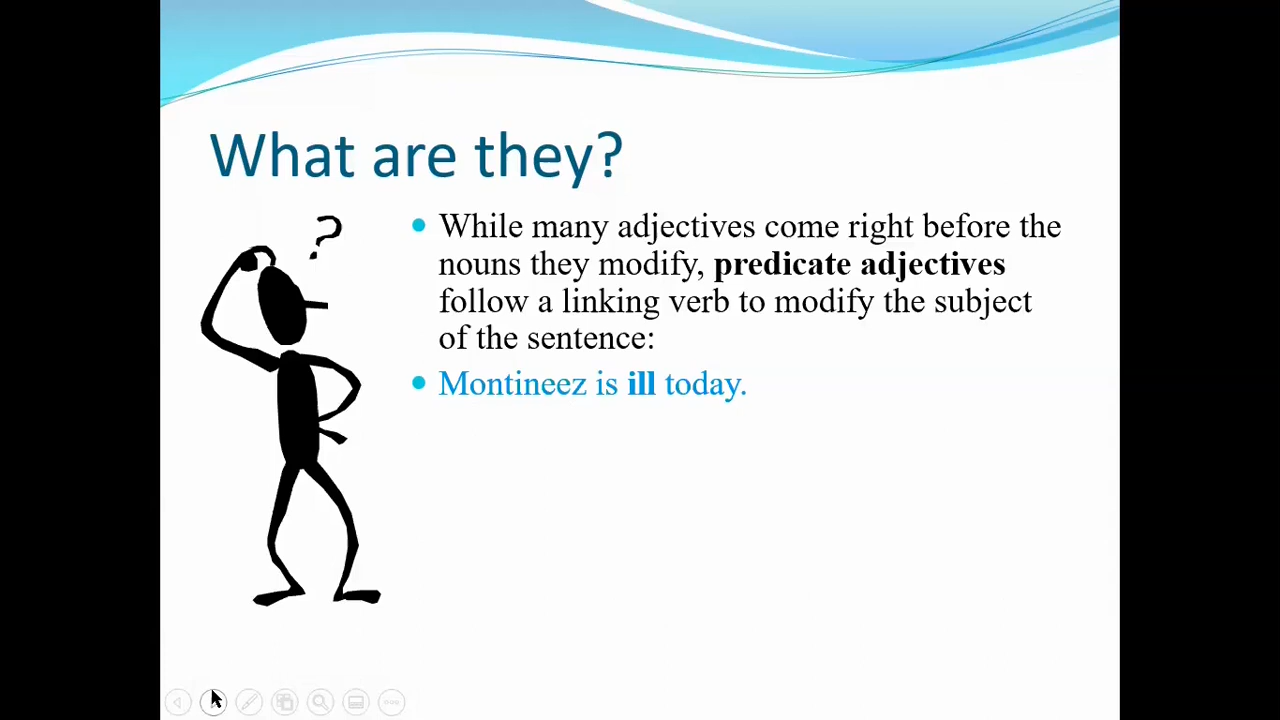 What are they?
?
• While many adjectives come right before the
nouns they modify, predicate adjectives
follow a linking verb to modify the subject
of the sentence:
• Montineez is ill today.